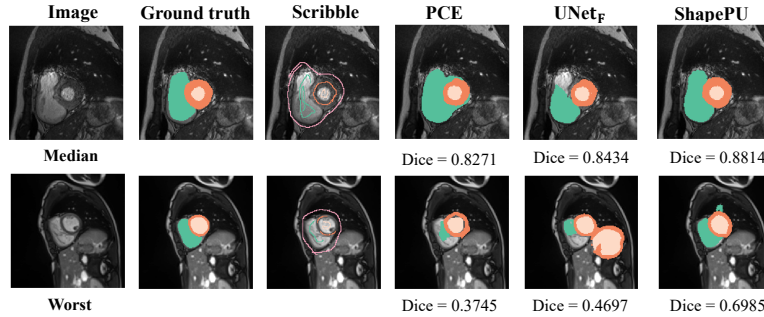 Image Ground truth Scribble PCE UNetF ShapePU
Median
Dice = 0.8271 Dice = 0.8434 Dice = 0.8814
Worst
Dice = 0.3745 Dice = 0.4697 Dice = 0.6985